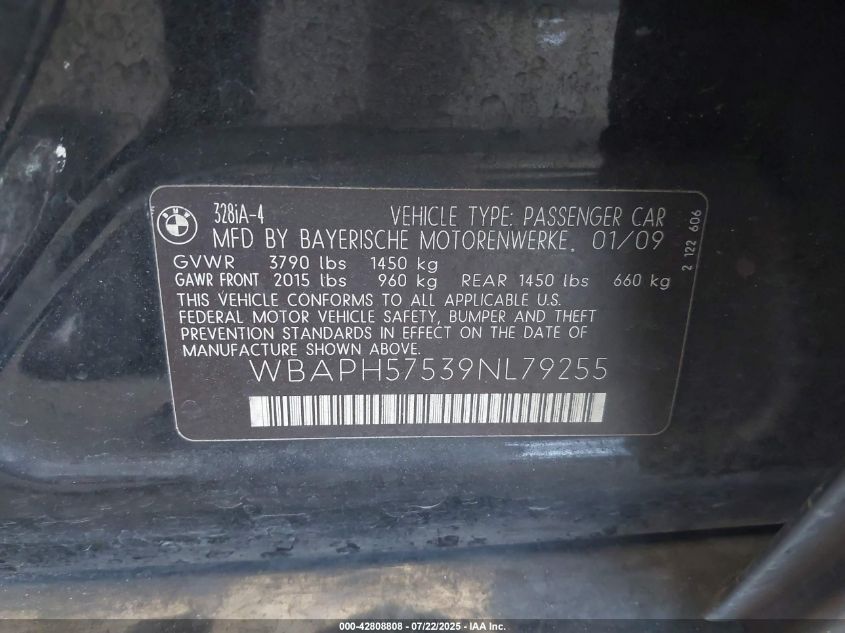 BMW
328iA-4 VEHICLE TYPE: PASSENGER CAR
MFD BY BAYERISCHE MOTORENWERKE. 01/09
GVWR 3790 lbs 1450 kg
GAWR FRONT 2015 lbs 960 kg REAR 1450 lbs 660 kg
THIS VEHICLE CONFORMS TO ALL APPLICABLE U.S.
FEDERAL MOTOR VEHICLE SAFETY, BUMPER AND THEFT
PREVENTION STANDARDS IN EFFECT ON THE DATE OF
MANUFACTURE SHOWN ABOVE.
WBAPH57539NL79255
2 122 606
000-42808808 - 07/22/2025 - IAA Inc.